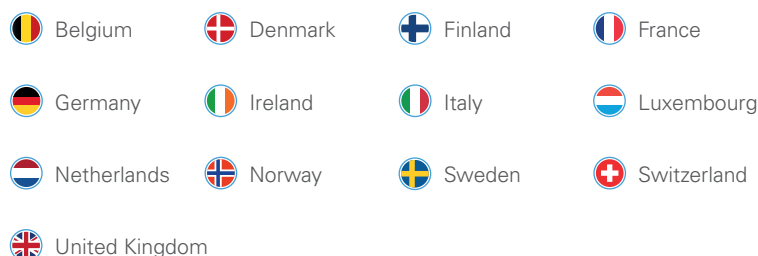 Belgium Denmark Finland France
Germany Ireland Italy Luxembourg
Netherlands Norway Sweden Switzerland
United Kingdom